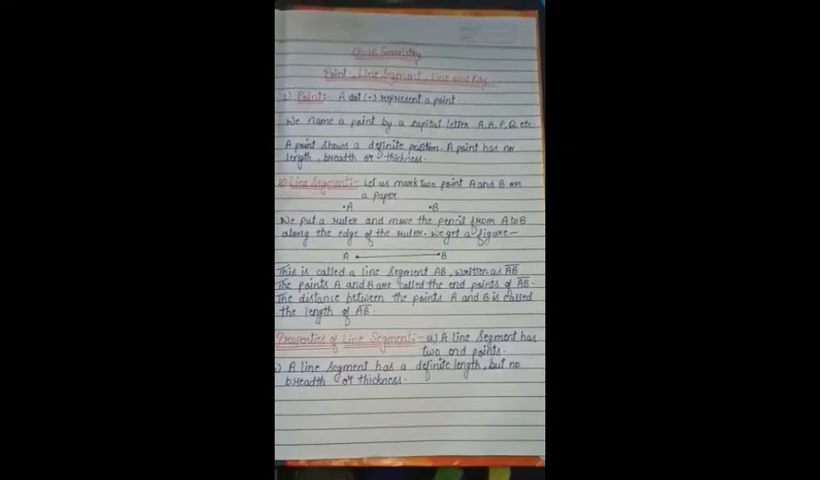 Ch-16 Geometry
Point, Line Segment, Line and Ray
1) Point:- A dot (•) represent a point.
We name a point by a capital letter A, B, P, Q etc.
A point shows a definite position. A point has no
length, breadth or thickness.
2) Line Segment:- Let us mark two point A and B on
a paper
•A •B
We put a ruler and move the pencil from A to B
along the edge of the ruler. We get a figure—
A B
This is called a line segment AB, written as A̅B̅
The points A and B are called the end points of A̅B̅.
The distance between the points A and B is called
the length of A̅B̅.
Properties of Line Segment:- a) A line segment has
two end points.
) A line segment has a definite length, but no
breadth or thickness.